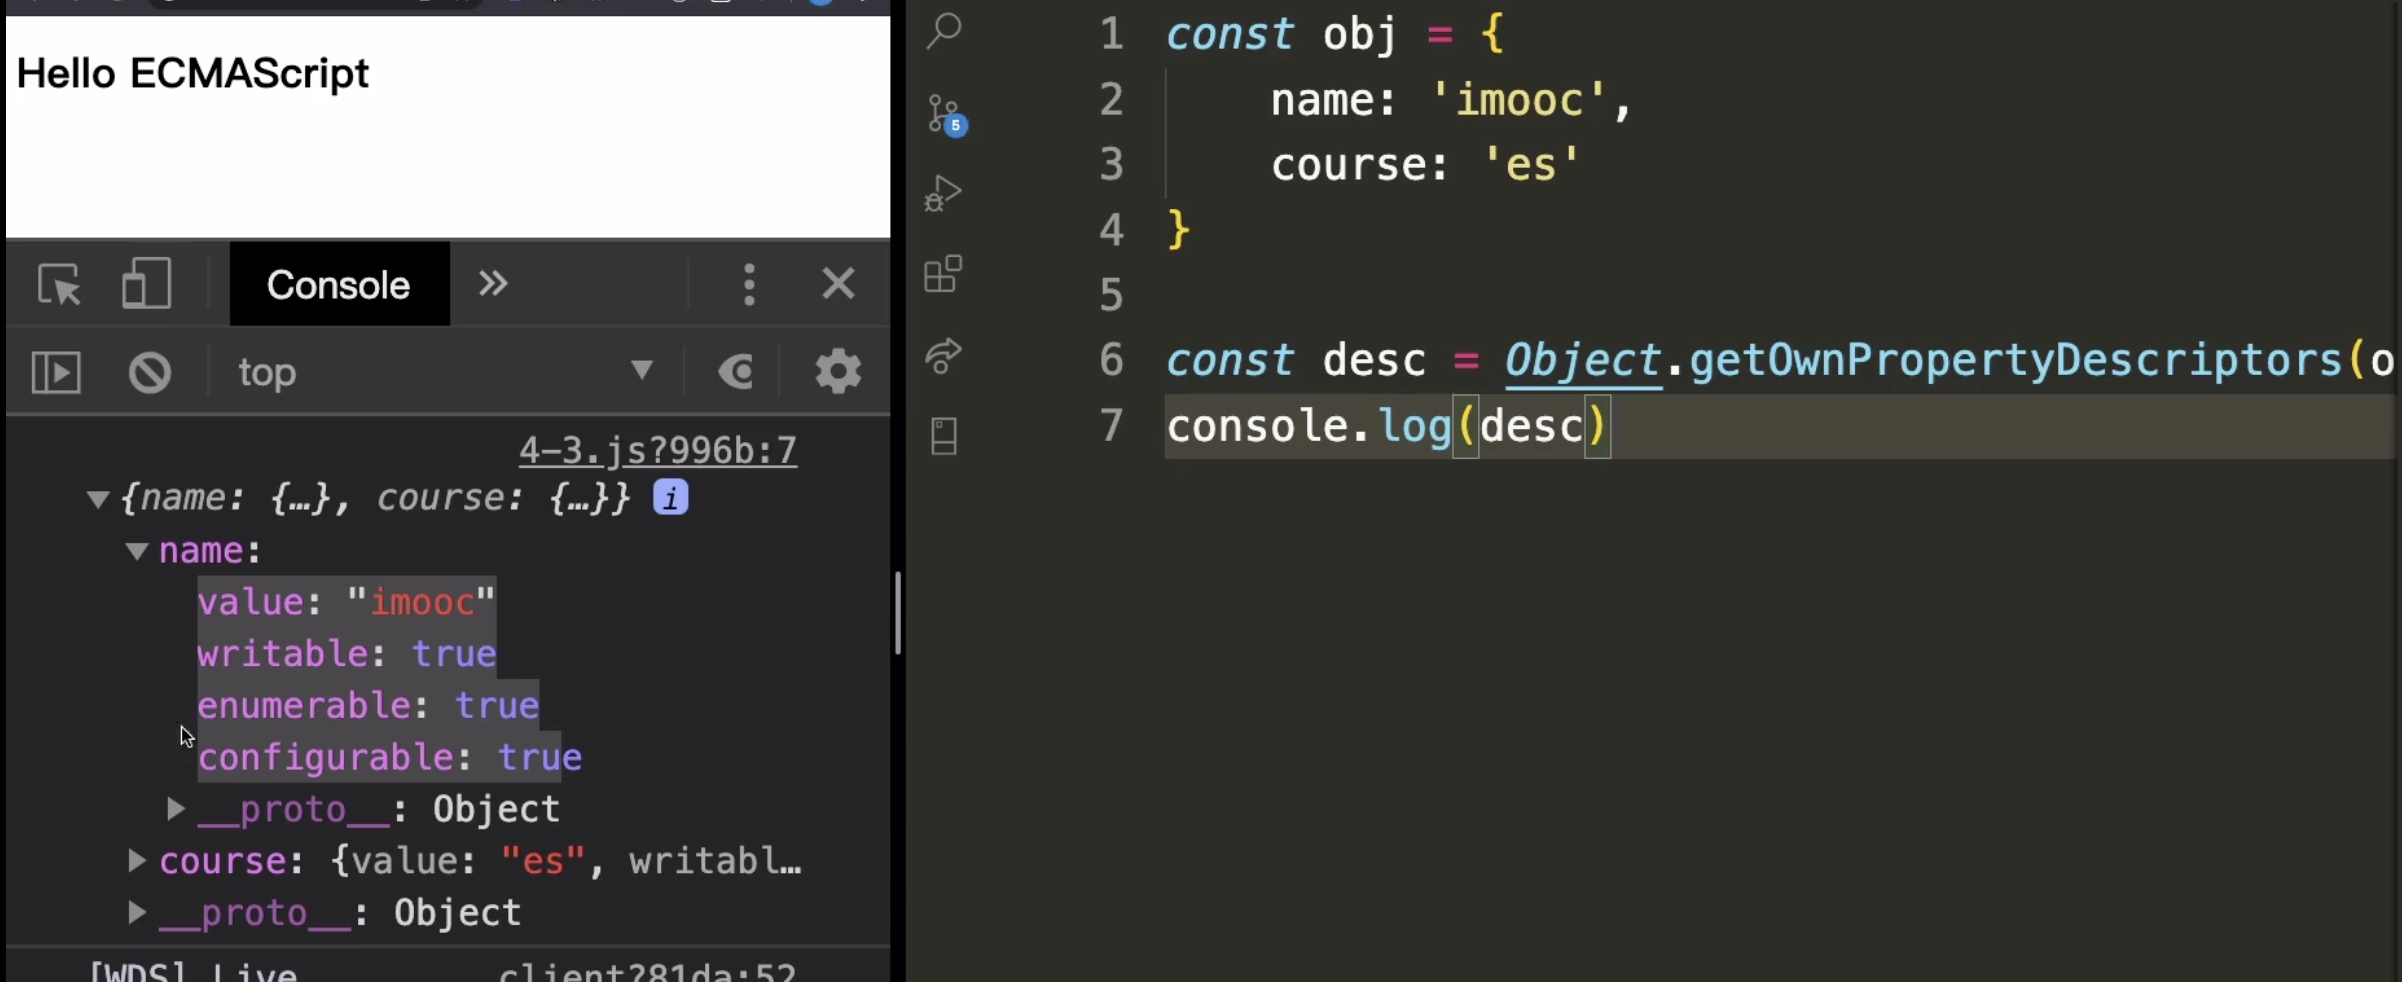 Hello ECMAScript
Console
top
4-3.js?996b:7
{name: {…}, course: {…}} i
name:
value: "imooc"
writable: true
enumerable: true
configurable: true
__proto__: Object
course: {value: "es", writabl…
__proto__: Object
[WDS] Live client?81da:52
5
1 const obj = {
2 name: 'imooc',
3 course: 'es'
4 }
5
6 const desc = Object.getOwnPropertyDescriptors(o
7 console.log(desc)